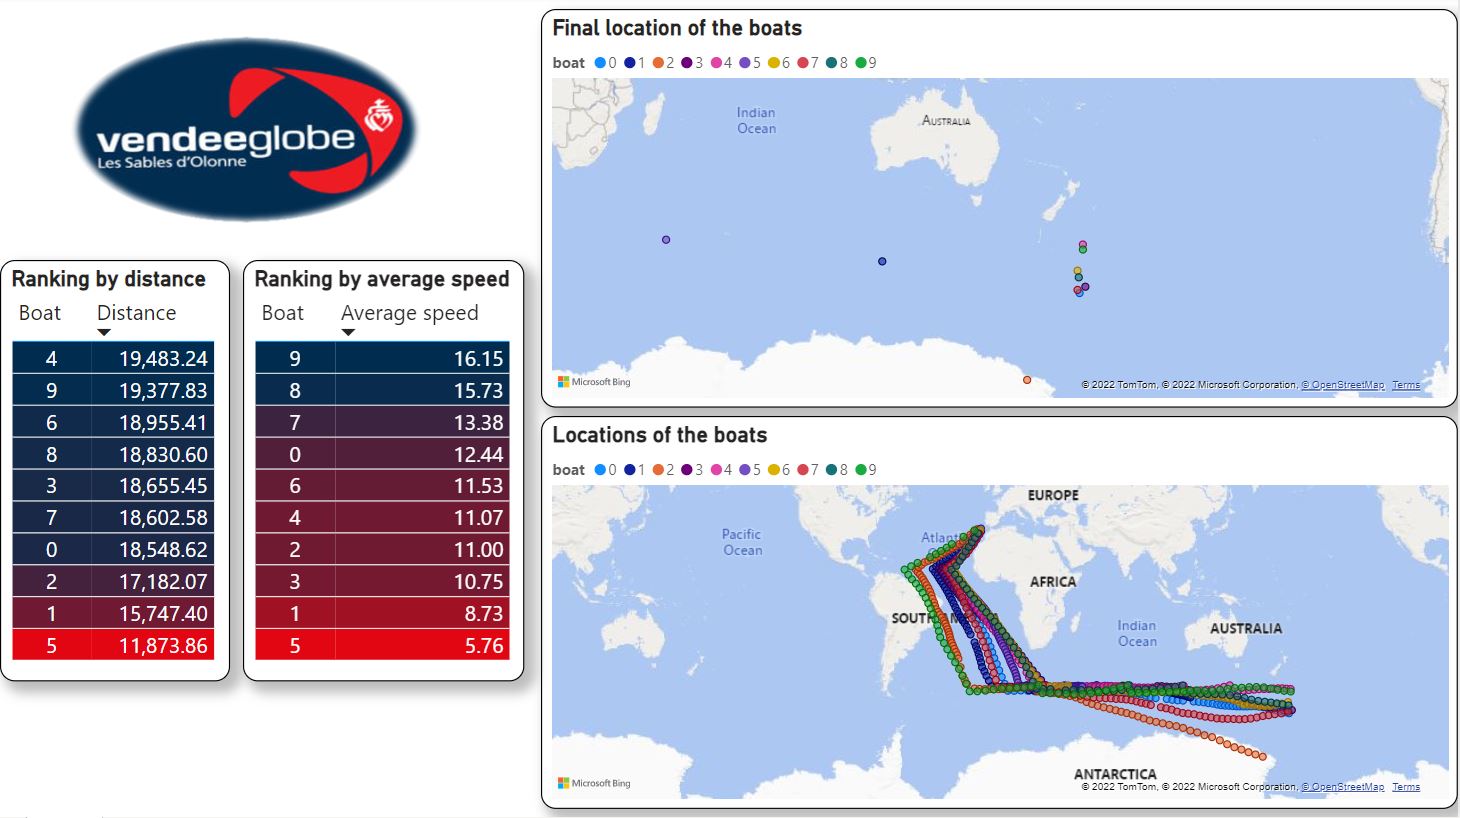 vendeeglobe
Les Sables d'Olonne
Ranking by distance
Boat Distance
4 19,483.24
9 19,377.83
6 18,955.41
8 18,830.60
3 18,655.45
7 18,602.58
0 18,548.62
2 17,182.07
1 15,747.40
5 11,873.86
Ranking by average speed
Boat Average speed
9 16.15
8 15.73
7 13.38
0 12.44
6 11.53
4 11.07
2 11.00
3 10.75
1 8.73
5 5.76
Final location of the boats
boat 0 1 2 3 4 5 6 7 8 9
Indian
Ocean
AUSTRALIA
Microsoft Bing
© 2022 TomTom, © 2022 Microsoft Corporation, © OpenStreetMap Terms
Locations of the boats
boat 0 1 2 3 4 5 6 7 8 9
EUROPE
Pacific
Ocean
AFRICA
Indian
Ocean
AUSTRALIA
ANTARCTICA
Microsoft Bing
© 2022 TomTom, © 2022 Microsoft Corporation, © OpenStreetMap Terms